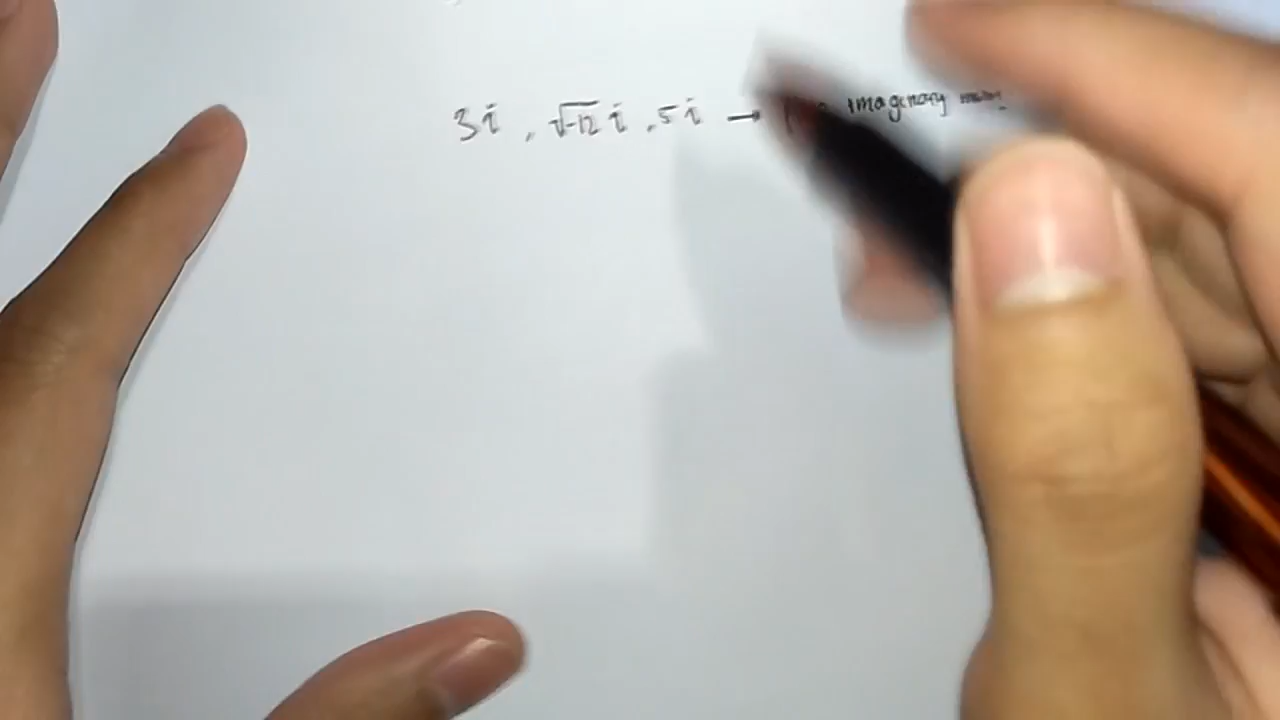 3i , √-12 i , 5i → imaginary